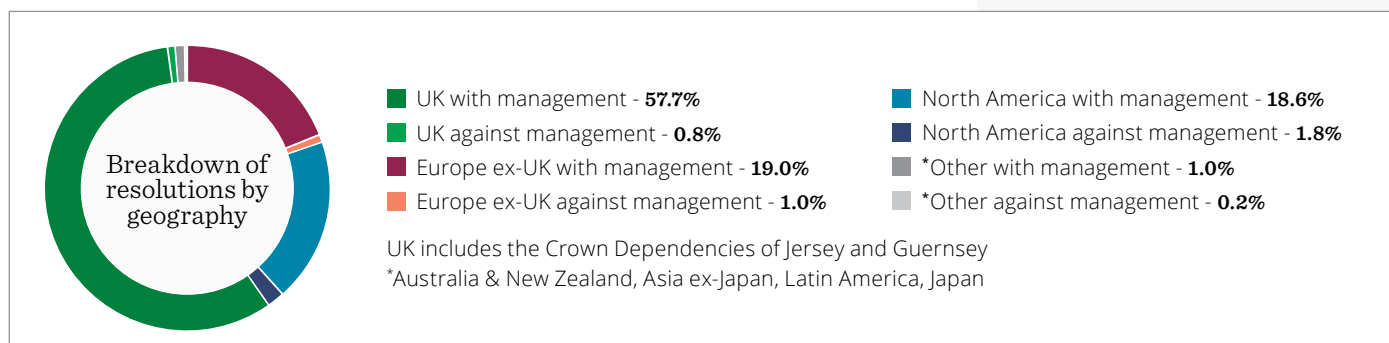 Breakdown of
resolutions by
geography
UK with management - 57.7%
UK against management - 0.8%
Europe ex-UK with management - 19.0%
Europe ex-UK against management - 1.0%
North America with management - 18.6%
North America against management - 1.8%
*Other with management - 1.0%
*Other against management - 0.2%
UK includes the Crown Dependencies of Jersey and Guernsey
*Australia & New Zealand, Asia ex-Japan, Latin America, Japan